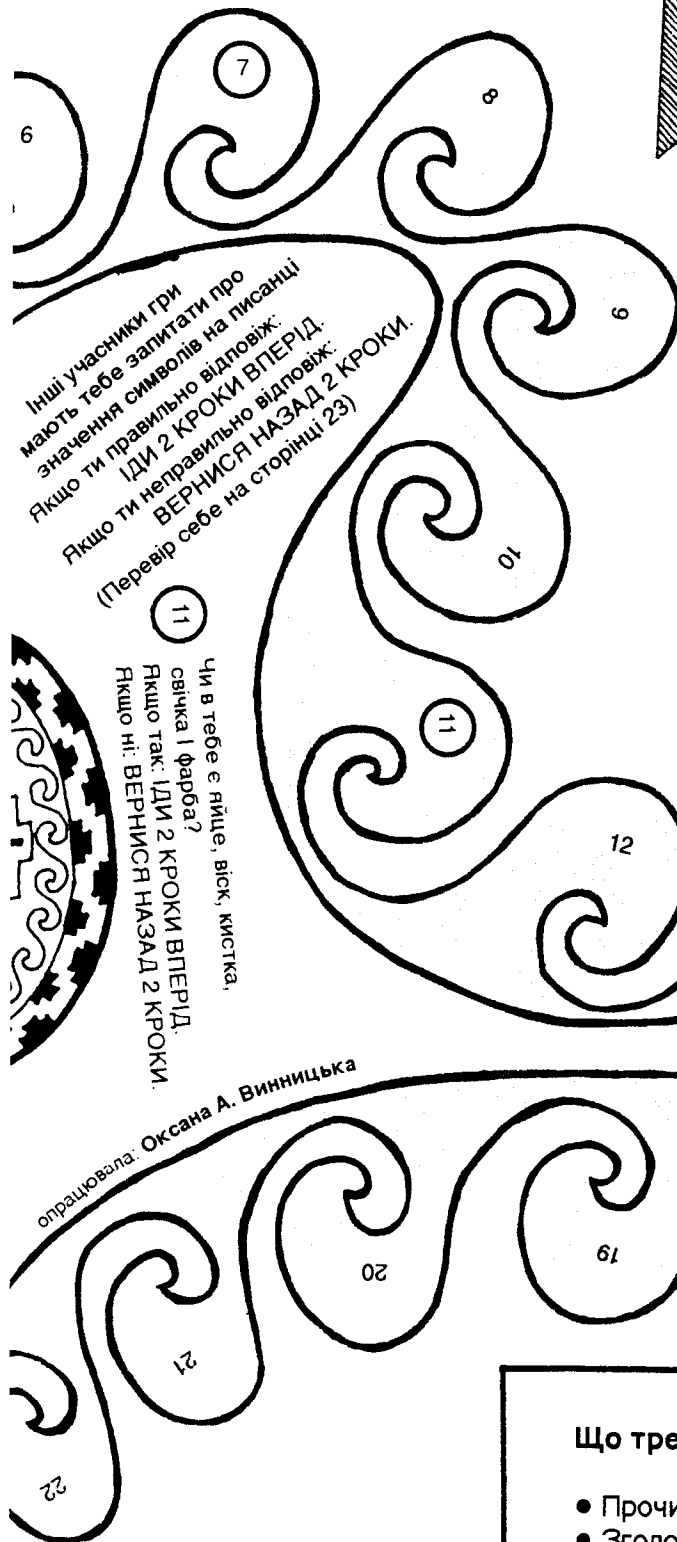 6
7
8
9
10
11
12
Інші учасники гри
мають тебе запитати про
значення символів на писанці
Якщо ти правильно відповіж:
ІДИ 2 КРОКИ ВПЕРІД.
Якщо ти неправильно відповіж:
ВЕРНИСЯ НАЗАД 2 КРОКИ.
(Перевір себе на сторінці 23)
11
Чи в тебе є яйце, віск, кистка,
свічка і фарба?
Якщо так: ІДИ 2 КРОКИ ВПЕРІД.
Якщо ні: ВЕРНИСЯ НАЗАД 2 КРОКИ.
опрацювала: Оксана А. Винницька
19
20
21
22
Що тре
• Прочи